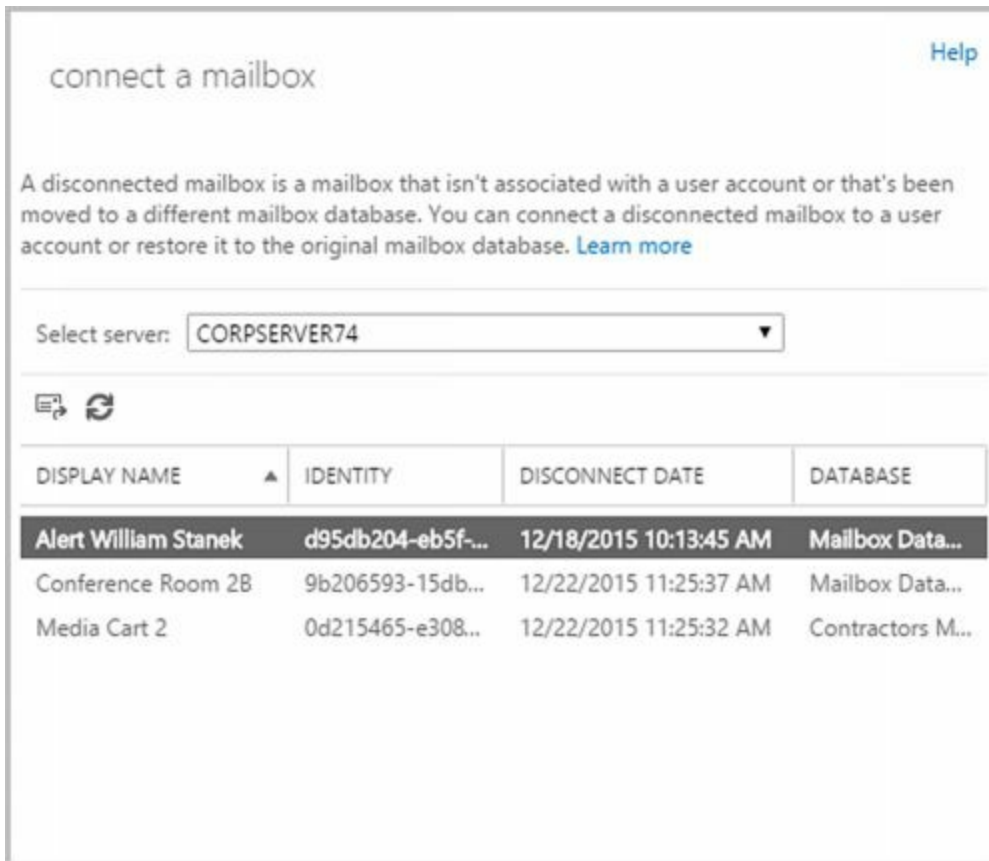 Help
connect a mailbox
A disconnected mailbox is a mailbox that isn't associated with a user account or that's been
moved to a different mailbox database. You can connect a disconnected mailbox to a user
account or restore it to the original mailbox database. Learn more
Select server: CORPSERVER74
DISPLAY NAME IDENTITY DISCONNECT DATE DATABASE
Alert William Stanek d95db204-eb5f-... 12/18/2015 10:13:45 AM Mailbox Data...
Conference Room 2B 9b206593-15db... 12/22/2015 11:25:37 AM Mailbox Data...
Media Cart 2 0d215465-e308... 12/22/2015 11:25:32 AM Contractors M...